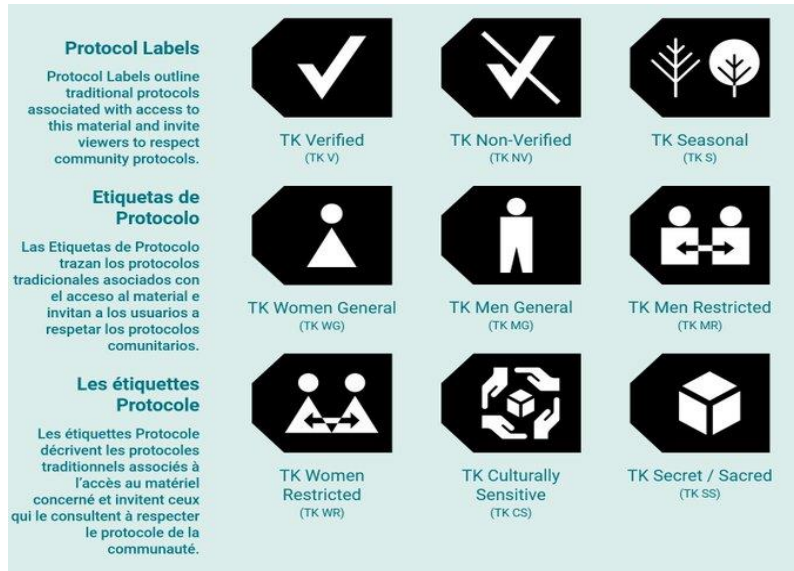 Protocol Labels
Protocol Labels outline
traditional protocols
associated with access to
this material and invite
viewers to respect
community protocols.
Etiquetas de
Protocolo
Las Etiquetas de Protocolo
trazan los protocolos
tradicionales asociados con
el acceso al material e
invitan a los usuarios a
respetar los protocolos
comunitarios.
Les étiquettes
Protocole
Les étiquettes Protocole
décrivent les protocoles
traditionnels associés à
l'accès au matériel
concerné et invitent ceux
qui le consultent à respecter
le protocole de la
communauté.
TK Verified
(TK V)
TK Non-Verified
(TK NV)
TK Seasonal
(TK S)
TK Women General
(TK WG)
TK Men General
(TK MG)
TK Men Restricted
(TK MR)
TK Women
Restricted
(TK WR)
TK Culturally
Sensitive
(TK CS)
TK Secret / Sacred
(TK SS)